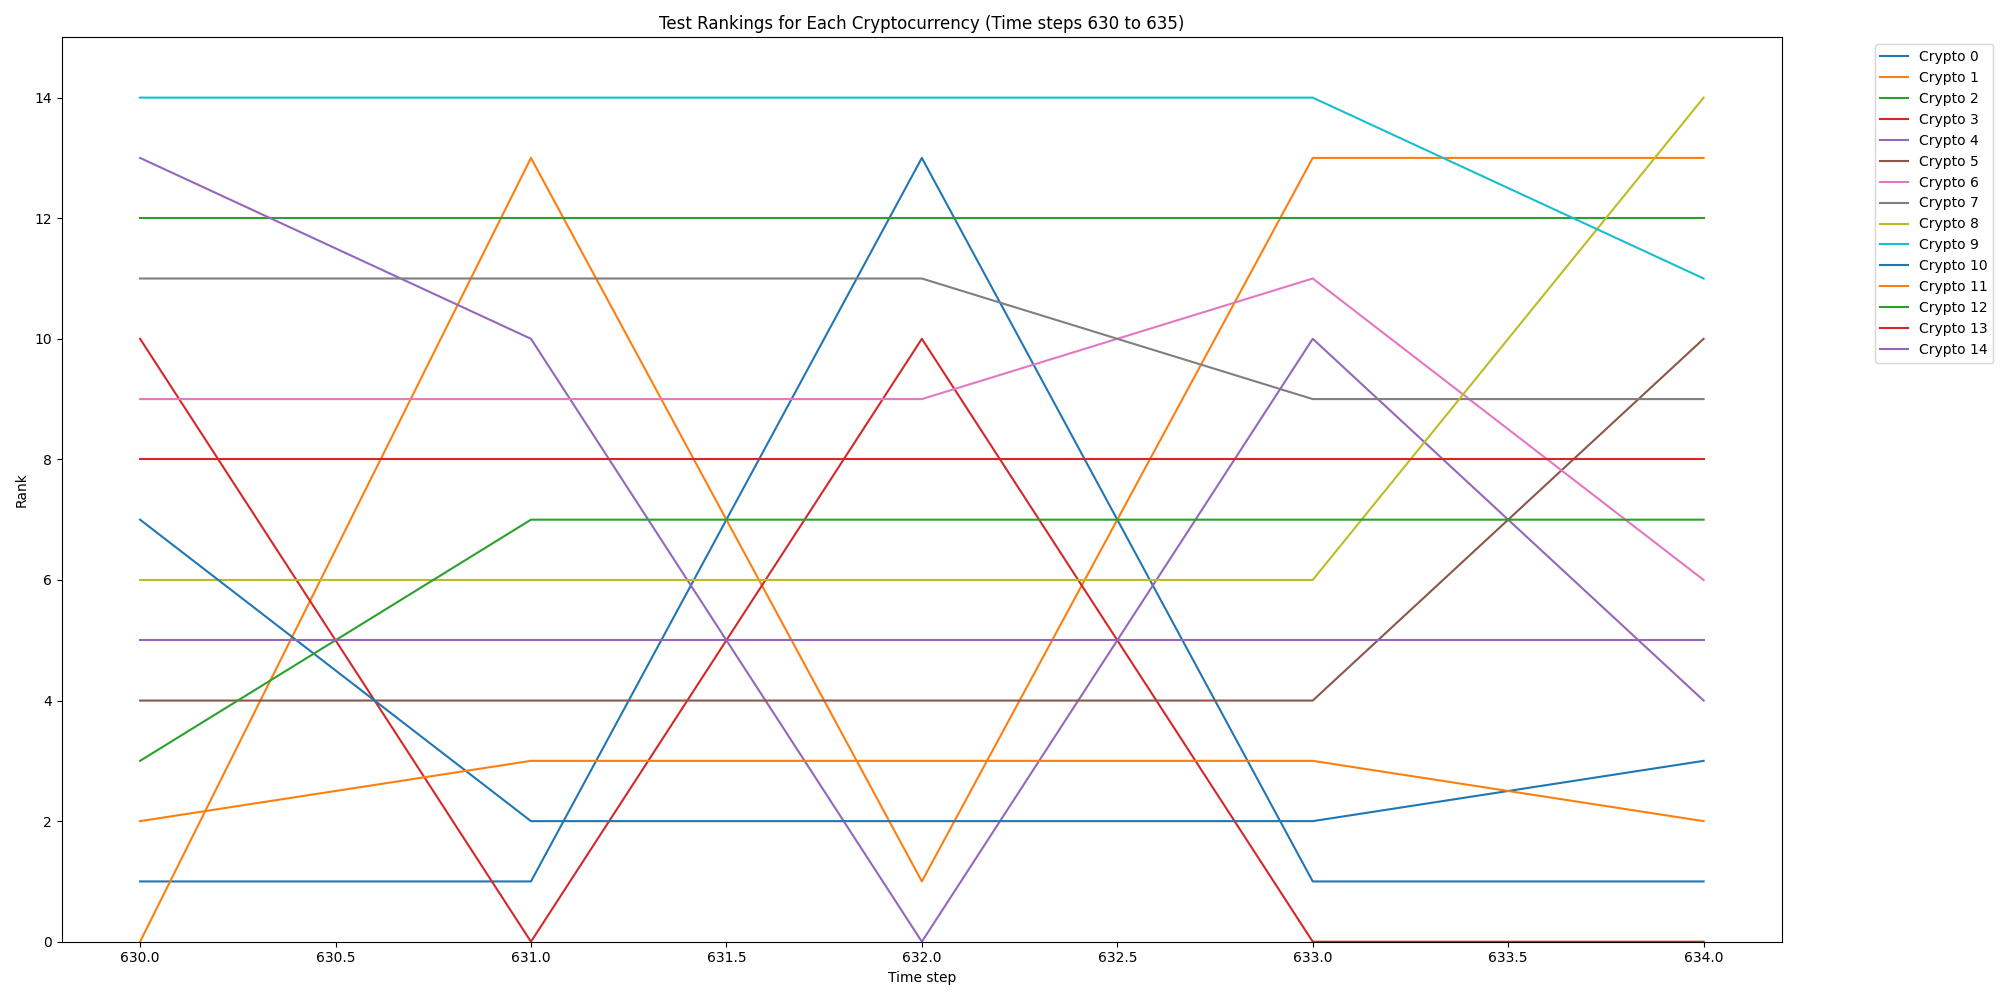 Test Rankings for Each Cryptocurrency (Time steps 630 to 635)
Rank
14
12
10
8
6
4
2
0
630.0 630.5 631.0 631.5 632.0 632.5 633.0 633.5 634.0
Time step
Crypto 0
Crypto 1
Crypto 2
Crypto 3
Crypto 4
Crypto 5
Crypto 6
Crypto 7
Crypto 8
Crypto 9
Crypto 10
Crypto 11
Crypto 12
Crypto 13
Crypto 14